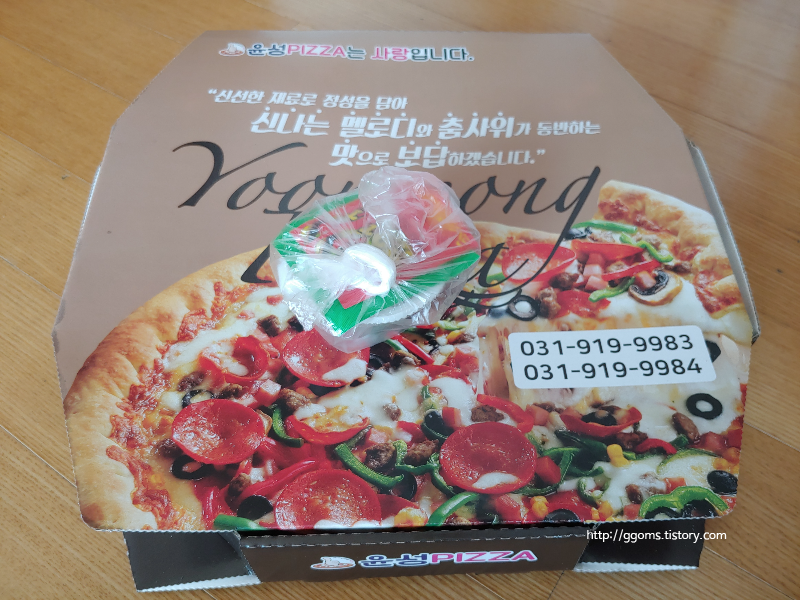 윤성PIZZA는 사랑입니다.
"신선한 재료로 정성을 담아
신나는 멜로디와 춤사위가 동반하는
맛으로 보답하겠습니다."
031-919-9983
031-919-9984
http://ggoms.tistory.com
윤성PIZZA